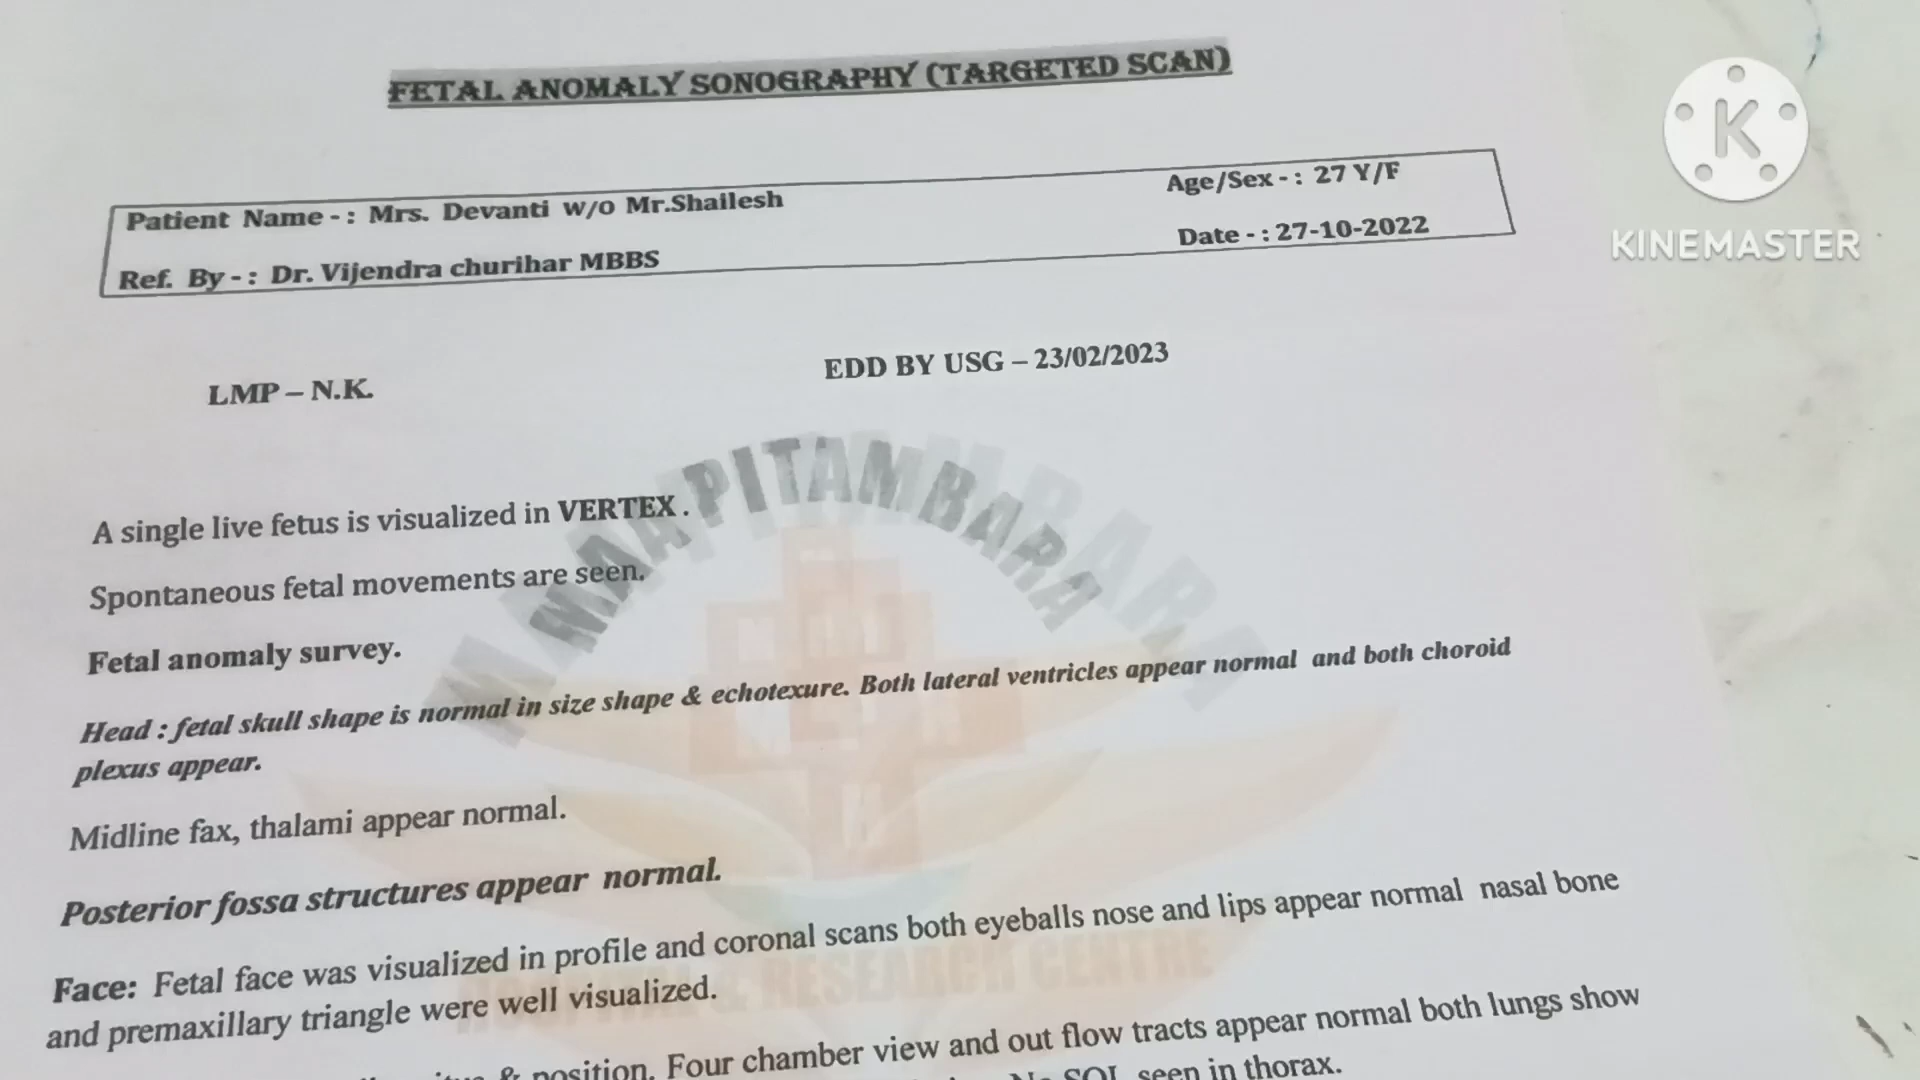 FETAL ANOMALY SONOGRAPHY (TARGETED SCAN)
Patient Name -: Mrs. Devanti W/O Mr.Shailesh
Age/Sex -: 27 Y/F
Ref. By -: Dr. Vijendra churihar MBBS
Date -: 27-10-2022
K
KINEMASTER
LMP – N.K.
EDD BY USG – 23/02/2023
MAA PITAMBARA
A single live fetus is visualized in VERTEX .
Spontaneous fetal movements are seen.
Fetal anomaly survey.
Head : fetal skull shape is normal in size shape & echotexure. Both lateral ventricles appear normal and both choroid
plexus appear.
Midline fax, thalami appear normal.
Posterior fossa structures appear normal.
Face: Fetal face was visualized in profile and coronal scans both eyeballs nose and lips appear normal nasal bone
and premaxillary triangle were well visualized.
HOSPITAL & RESEARCH CENTRE
& position. Four chamber view and out flow tracts appear normal both lungs show
No SOL seen in thorax.